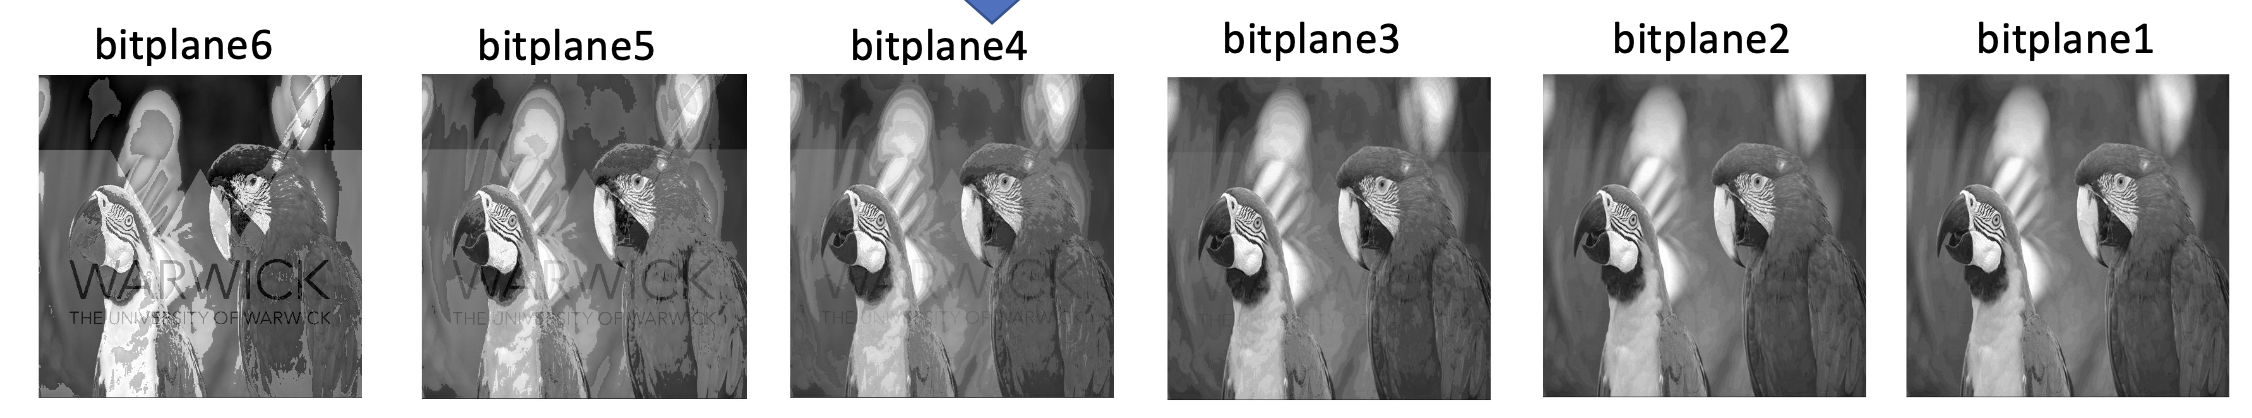 bitplane6
bitplane5
bitplane4
bitplane3
bitplane2
bitplane1
WARWICK
THE UNIVERSITY OF WARWICK
WARWICK
THE UNIVERSITY OF WARWICK
WARWICK
THE UNIVERSITY OF WARWICK
WARWICK